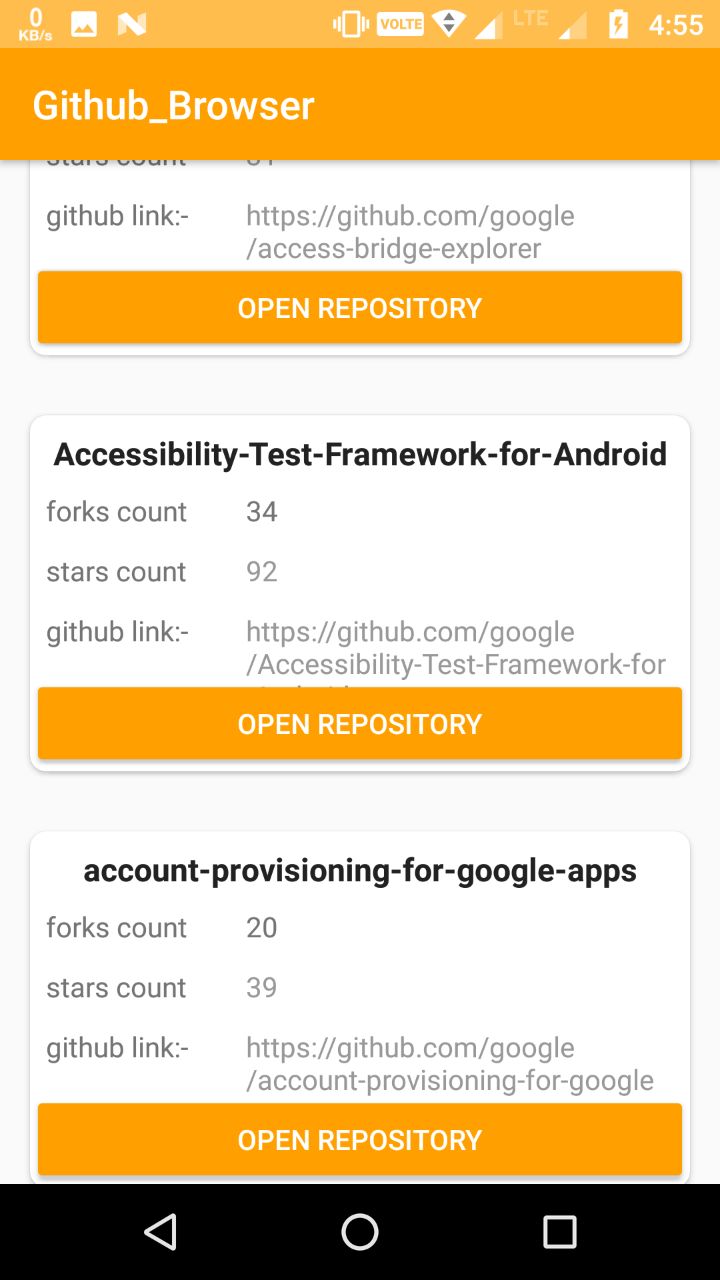 0
KB/s
VOLTE
LTE
4:55
Github_Browser
stars count
github link:-
https://github.com/google
/access-bridge-explorer
OPEN REPOSITORY
Accessibility-Test-Framework-for-Android
forks count 34
stars count 92
github link:-
https://github.com/google
/Accessibility-Test-Framework-for
OPEN REPOSITORY
account-provisioning-for-google-apps
forks count 20
stars count 39
github link:-
https://github.com/google
/account-provisioning-for-google
OPEN REPOSITORY